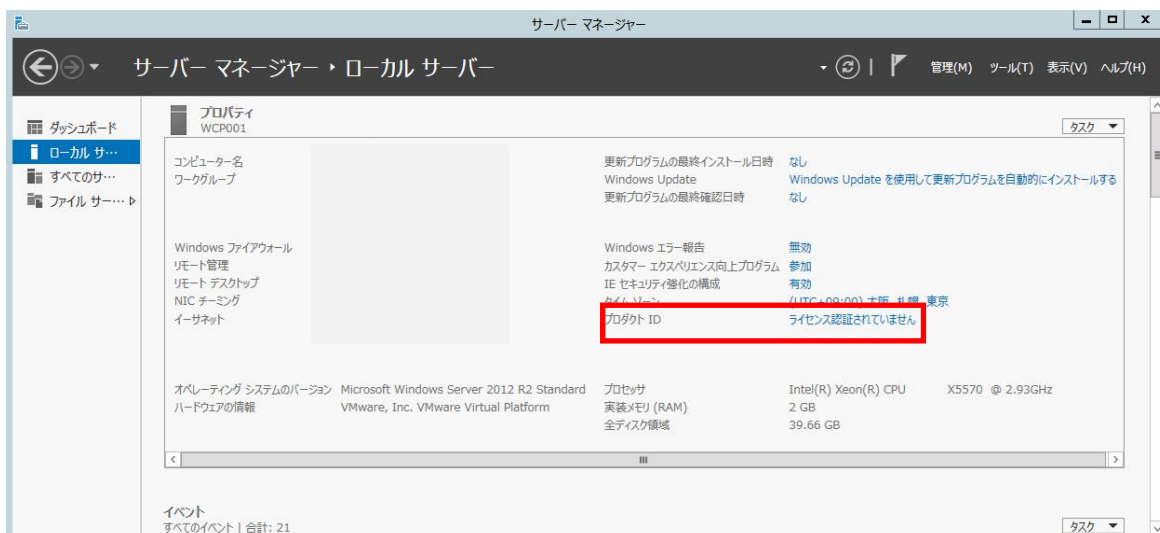 サーバー マネージャー
サーバー マネージャー ・ ローカル サーバー
管理(M) ツール(T) 表示(V) ヘルプ(H)
ダッシュボード
ローカル サ…
すべてのサ…
ファイル サー…
プロパティ
WCP001
タスク
コンピューター名
ワークグループ
更新プログラムの最終インストール日時 なし
Windows Update Windows Update を使用して更新プログラムを自動的にインストールする
更新プログラムの最終確認日時 なし
Windows ファイアウォール
リモート管理
リモート デスクトップ
NIC チーミング
イーサネット
Windows エラー報告 無効
カスタマー エクスペリエンス向上プログラム 参加
IE セキュリティ強化の構成 有効
タイム ゾーン (UTC+09:00) 大阪、札幌、東京
プロダクト ID ライセンス認証されていません
オペレーティング システムのバージョン Microsoft Windows Server 2012 R2 Standard
ハードウェアの情報 VMware, Inc. VMware Virtual Platform
プロセッサ Intel(R) Xeon(R) CPU X5570 @ 2.93GHz
実装メモリ (RAM) 2 GB
全ディスク領域 39.66 GB
イベント
すべてのイベント | 合計: 21
タスク